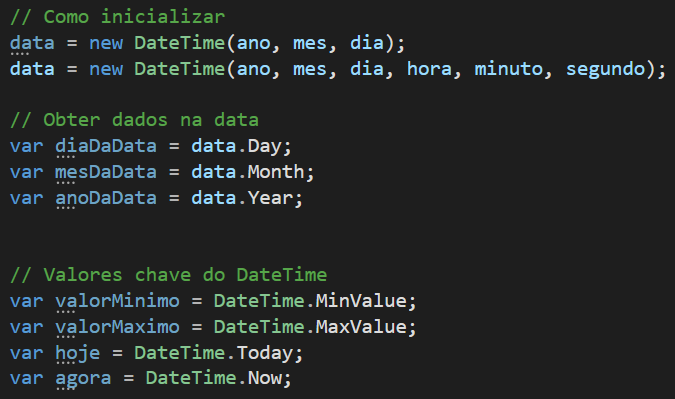 // Como inicializar
data = new DateTime(ano, mes, dia);
data = new DateTime(ano, mes, dia, hora, minuto, segundo);
// Obter dados na data
var diaDaData = data.Day;
var mesDaData = data.Month;
var anoDaData = data.Year;
// Valores chave do DateTime
var valorMinimo = DateTime.MinValue;
var valorMaximo = DateTime.MaxValue;
var hoje = DateTime.Today;
var agora = DateTime.Now;